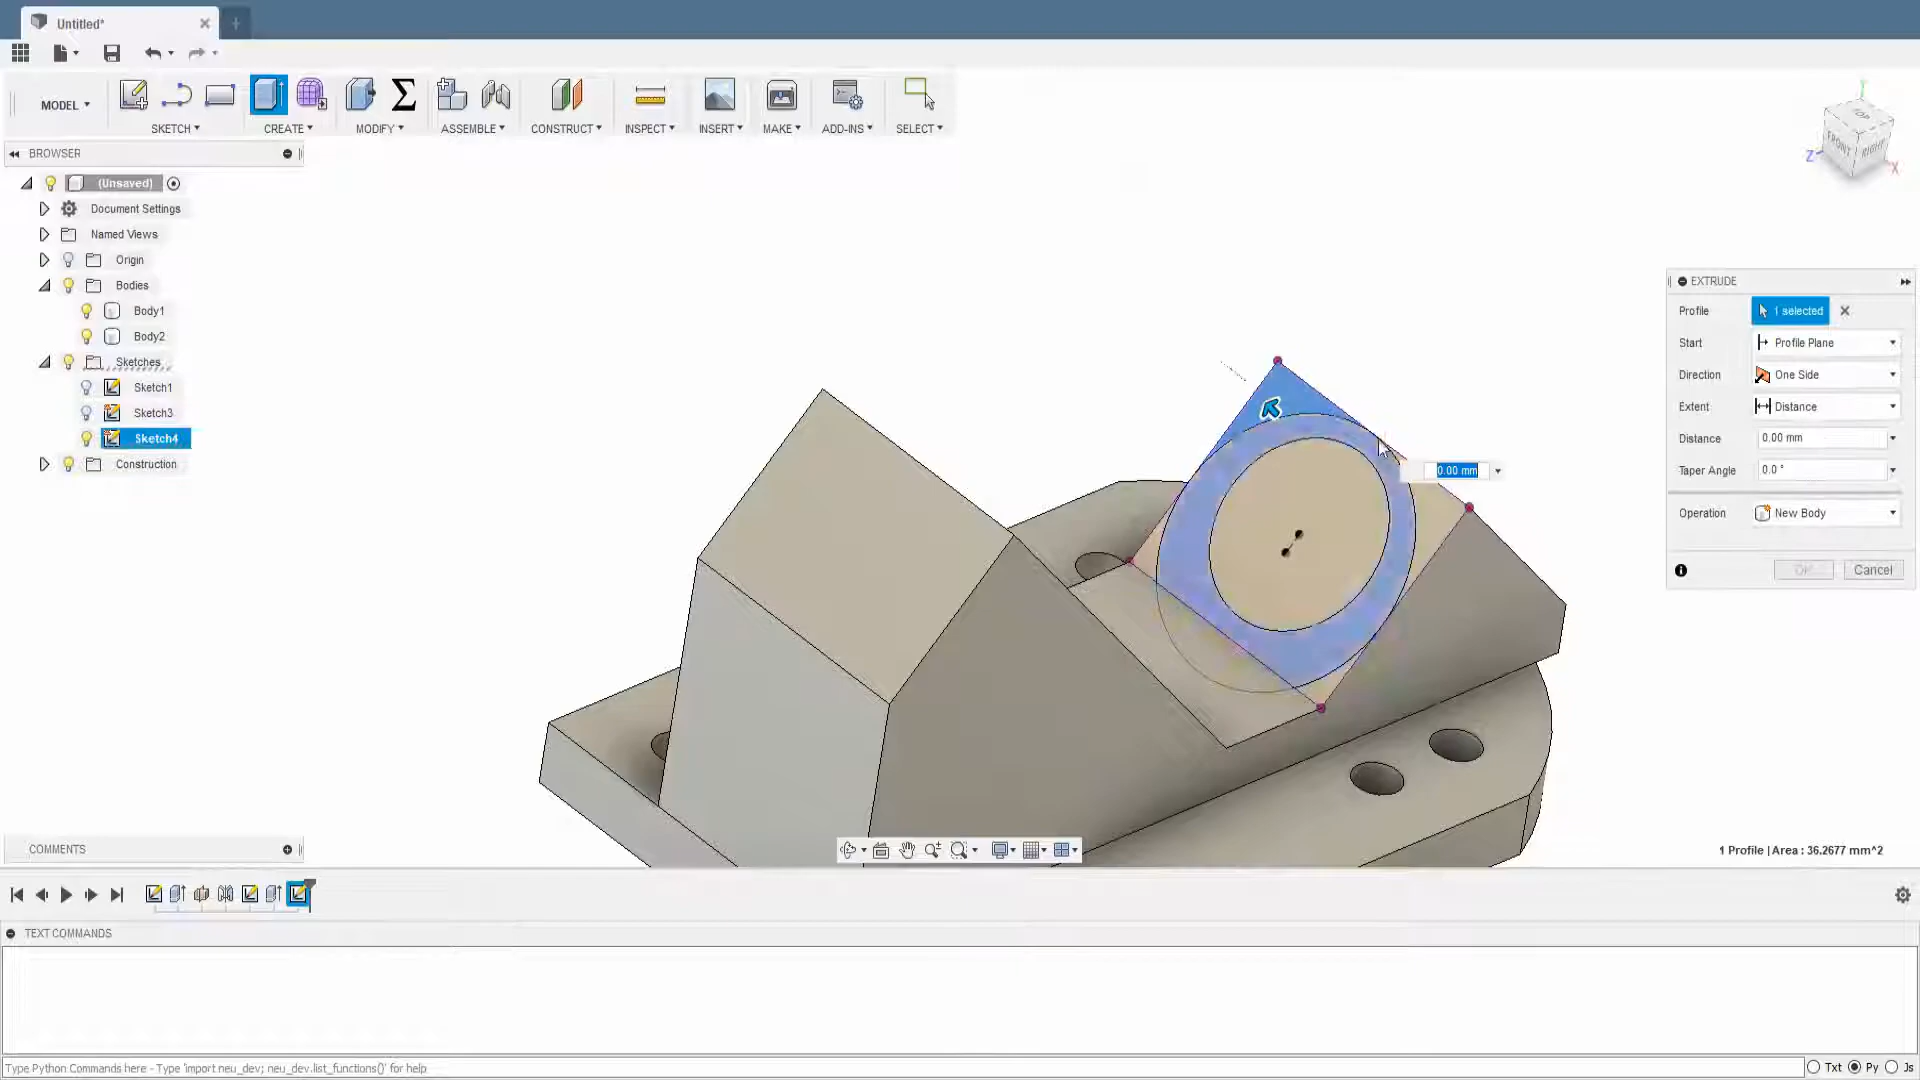 Untitled*
MODEL
SKETCH
CREATE
MODIFY
ASSEMBLE
CONSTRUCT
INSPECT
INSERT
MAKE
ADD-INS
SELECT
TOP
FRONT
RIGHT
Y
Z
X
BROWSER
(Unsaved)
Document Settings
Named Views
Origin
Bodies
Body1
Body2
Sketches
Sketch1
Sketch3
Sketch4
Construction
EXTRUDE
Profile 1 selected
Start Profile Plane
Direction One Side
Extent Distance
Distance 0.00 mm
Taper Angle 0.0 °
Operation New Body
OK Cancel
0.00 mm
COMMENTS
1 Profile | Area : 36.2677 mm^2
TEXT COMMANDS
Type Python Commands here - Type 'import neu_dev; neu_dev.list_functions()' for help
Txt Py Js